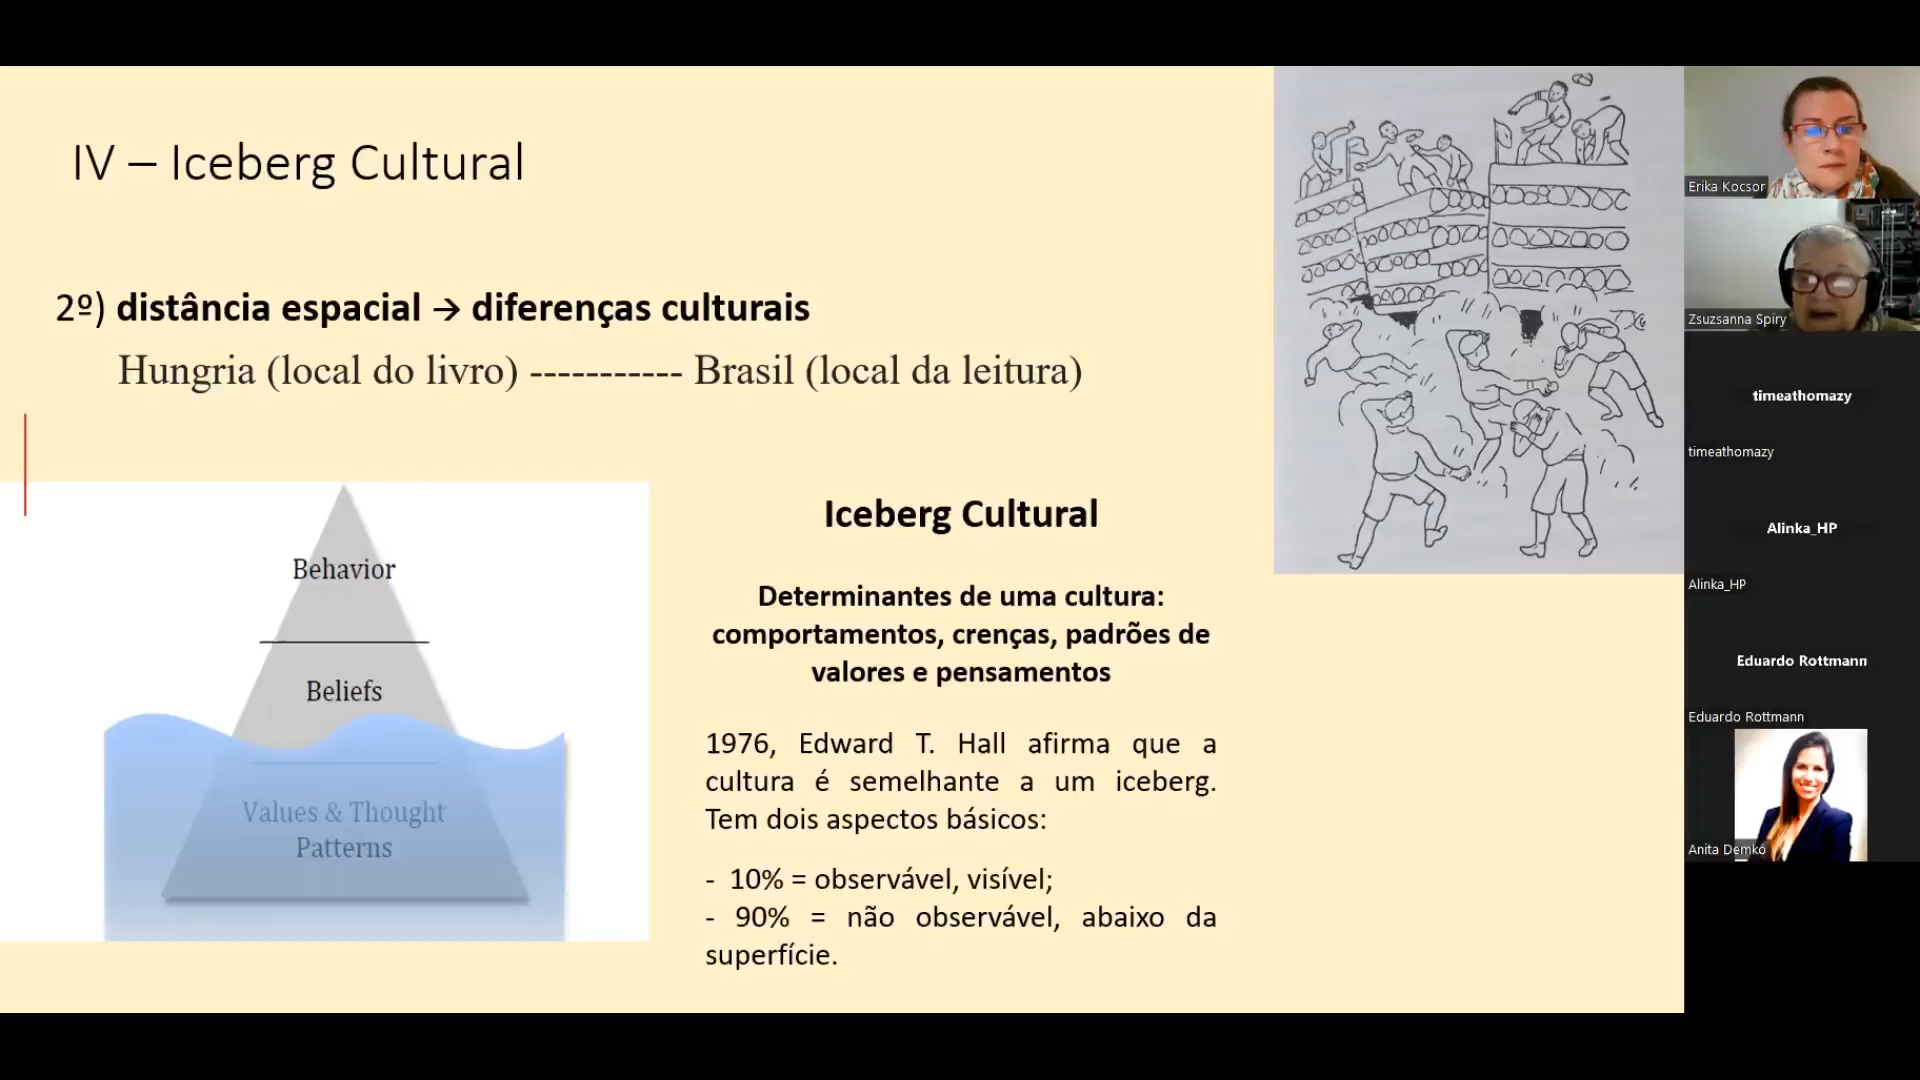 IV – Iceberg Cultural
2º) distância espacial → diferenças culturais
Hungria (local do livro) ----------- Brasil (local da leitura)
Behavior
Beliefs
Values & Thought
Patterns
Iceberg Cultural
Determinantes de uma cultura:
comportamentos, crenças, padrões de
valores e pensamentos
1976, Edward T. Hall afirma que a
cultura é semelhante a um iceberg.
Tem dois aspectos básicos:
- 10% = observável, visível;
- 90% = não observável, abaixo da
superfície.
Erika Kocsor
Zsuzsanna Spiry
timeathomazy
timeathomazy
Alinka_HP
Alinka_HP
Eduardo Rottmann
Eduardo Rottmann
Anita Demkó